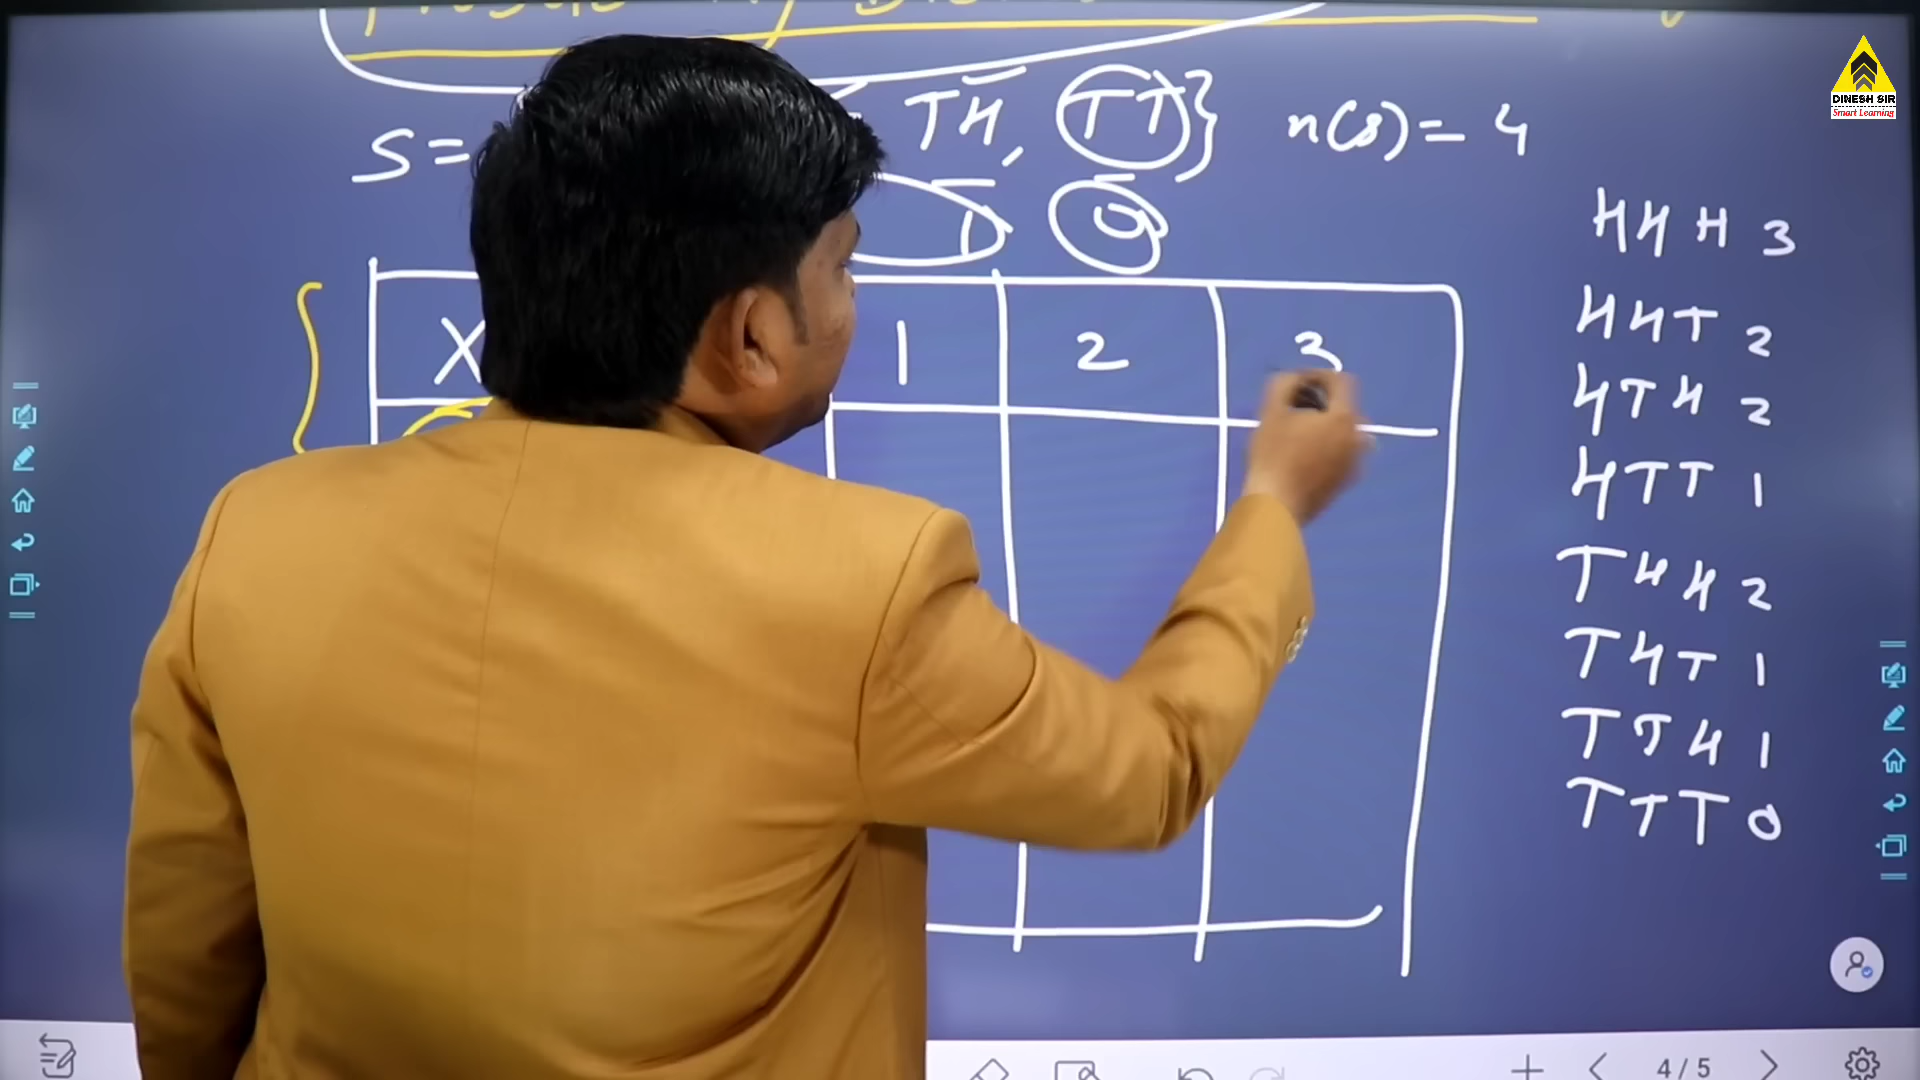 DINESH SIR
Smart Learning
S =
TH, TT} n(s) = 4
1 0
X 1 2 3
HHH 3
HHT 2
HTH 2
HTT 1
THH 2
THT 1
TTH 1
TTT 0
4/5